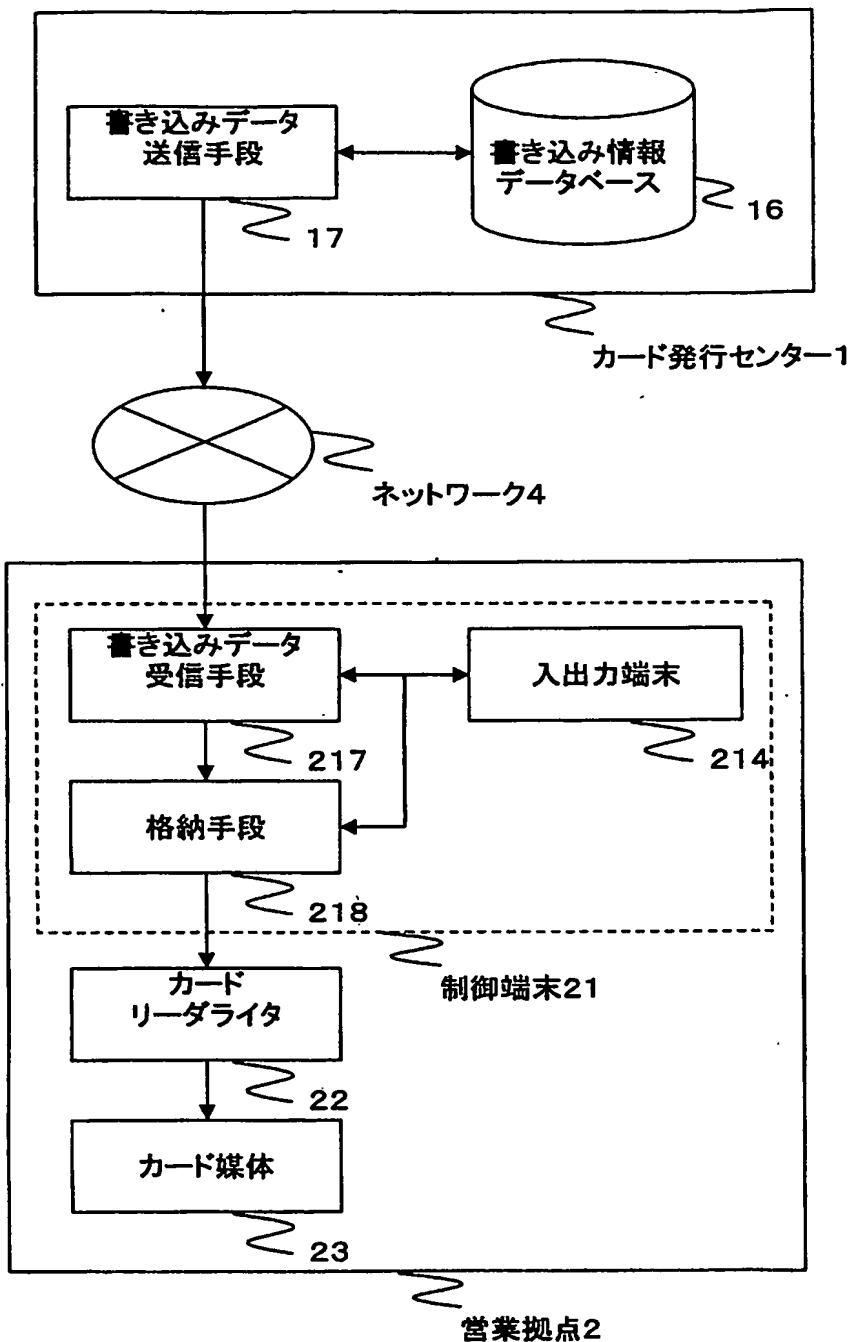 書き込みデータ
送信手段
17
書き込み情報
データベース
16
カード発行センター1
ネットワーク4
書き込みデータ
受信手段
217
入出力端末
214
格納手段
218
制御端末21
カード
リーダライタ
22
カード媒体
23
営業拠点2